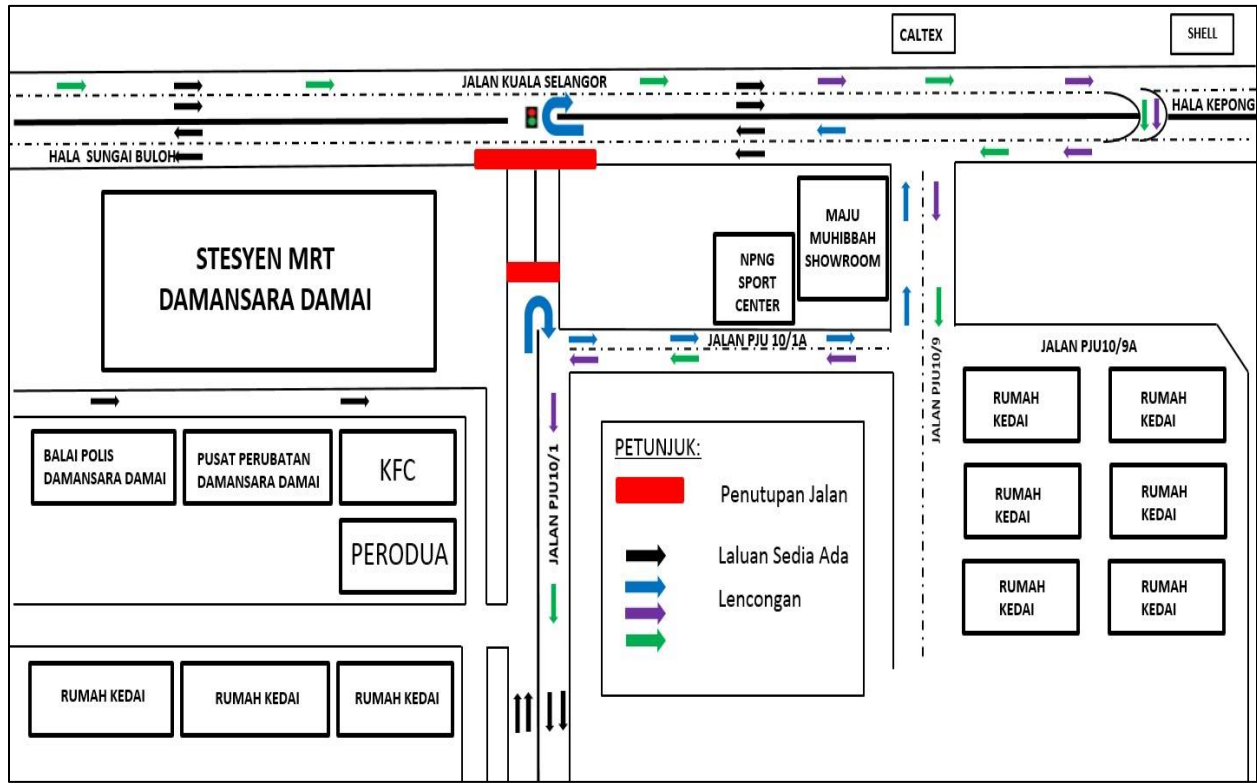 CALTEX
SHELL
JALAN KUALA SELANGOR
HALA KEPONG
HALA SUNGAI BULOH
STESYEN MRT
DAMANSARA DAMAI
NPNG
SPORT
CENTER
MAJU
MUHIBBAH
SHOWROOM
JALAN PJU 10/1A
JALAN PJU10/9
JALAN PJU10/9A
BALAI POLIS
DAMANSARA DAMAI
PUSAT PERUBATAN
DAMANSARA DAMAI
KFC
PERODUA
JALAN PJU10/1
PETUNJUK:
Penutupan Jalan
Laluan Sedia Ada
Lencongan
RUMAH
KEDAI
RUMAH
KEDAI
RUMAH
KEDAI
RUMAH
KEDAI
RUMAH
KEDAI
RUMAH
KEDAI
RUMAH KEDAI
RUMAH KEDAI
RUMAH KEDAI